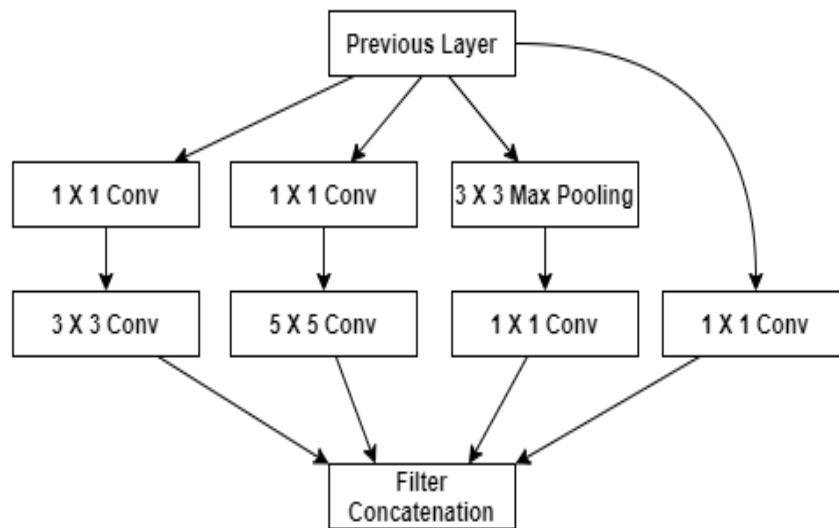 Previous Layer
1 X 1 Conv
1 X 1 Conv
3 X 3 Max Pooling
3 X 3 Conv
5 X 5 Conv
1 X 1 Conv
1 X 1 Conv
Filter
Concatenation